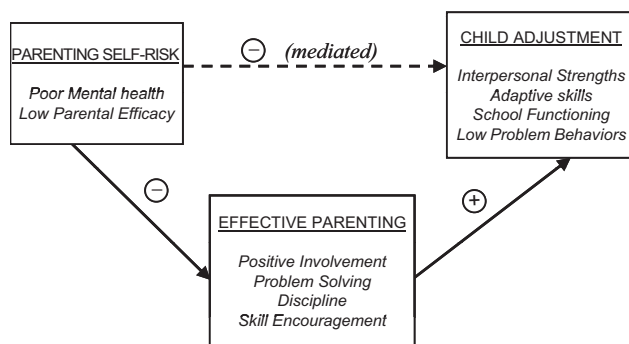 PARENTING SELF-RISK
Poor Mental health
Low Parental Efficacy
− (mediated)
CHILD ADJUSTMENT
Interpersonal Strengths
Adaptive skills
School Functioning
Low Problem Behaviors
−
+
EFFECTIVE PARENTING
Positive Involvement
Problem Solving
Discipline
Skill Encouragement